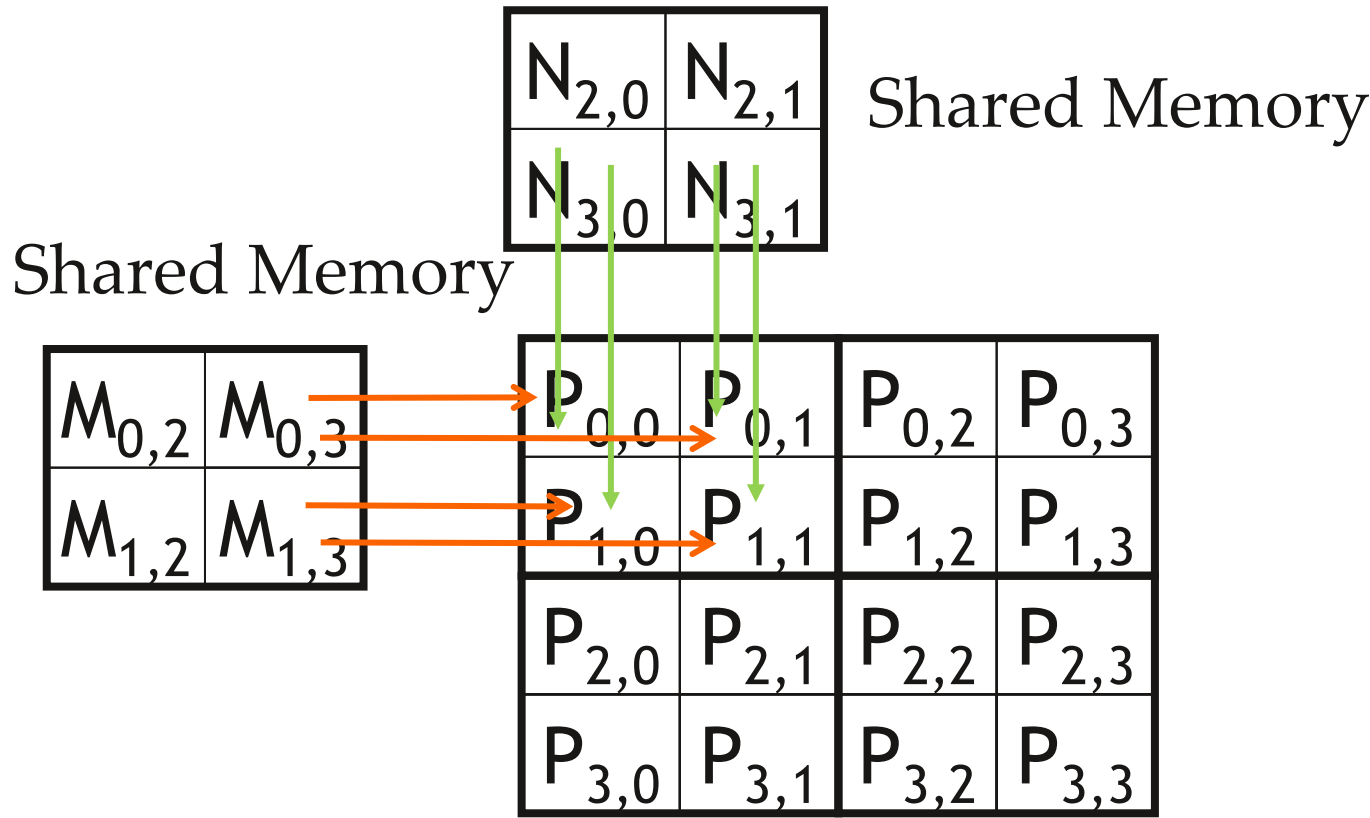 N2,0 N2,1
Shared Memory
N3,0 N3,1
Shared Memory
M0,2 M0,3
M1,2 M1,3
P0,0 P0,1 P0,2 P0,3
P1,0 P1,1 P1,2 P1,3
P2,0 P2,1 P2,2 P2,3
P3,0 P3,1 P3,2 P3,3